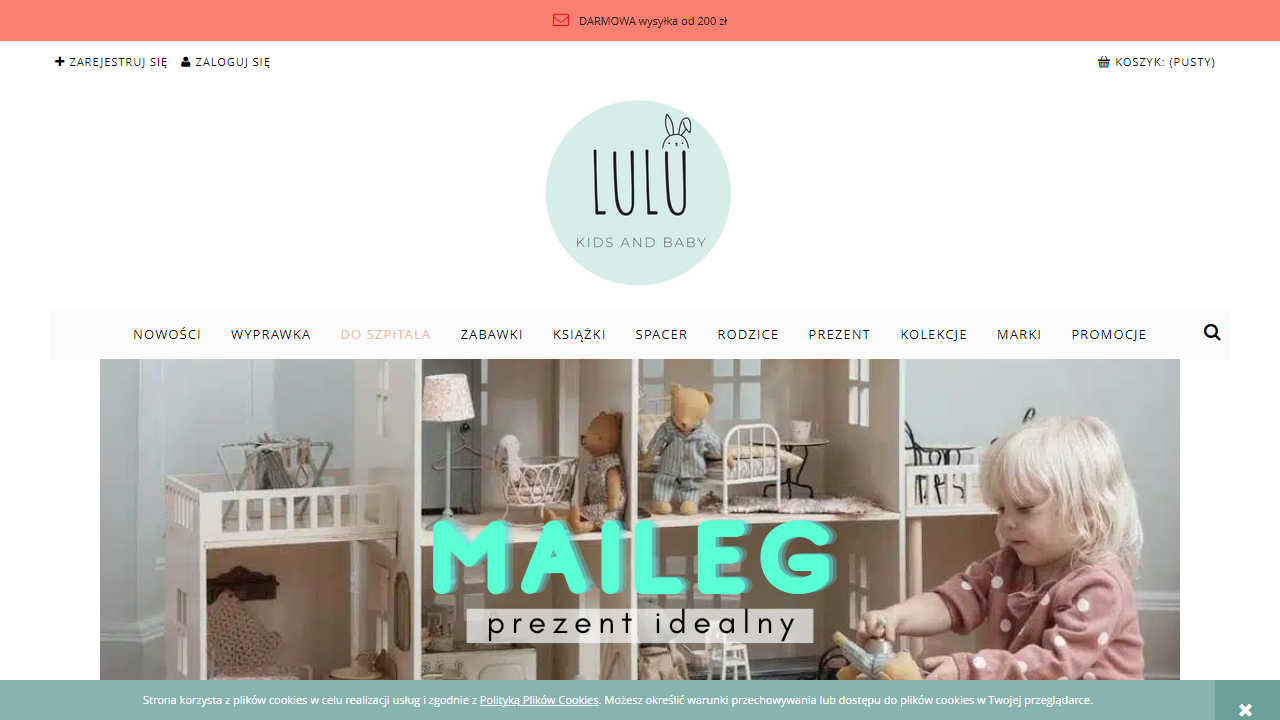 DARMOWA wysyłka od 200 zł
ZAREJESTRUJ SIĘ ZALOGUJ SIĘ KOSZYK: (PUSTY)
LULU
KIDS AND BABY
NOWOŚCI WYPRAWKA DO SZPITALA ZABAWKI KSIĄŻKI SPACER RODZICE PREZENT KOLEKCJE MARKI PROMOCJE
MAILEG
prezent idealny
Strona korzysta z plików cookies w celu realizacji usług i zgodnie z Polityką Plików Cookies. Możesz określić warunki przechowywania lub dostępu do plików cookies w Twojej przeglądarce.